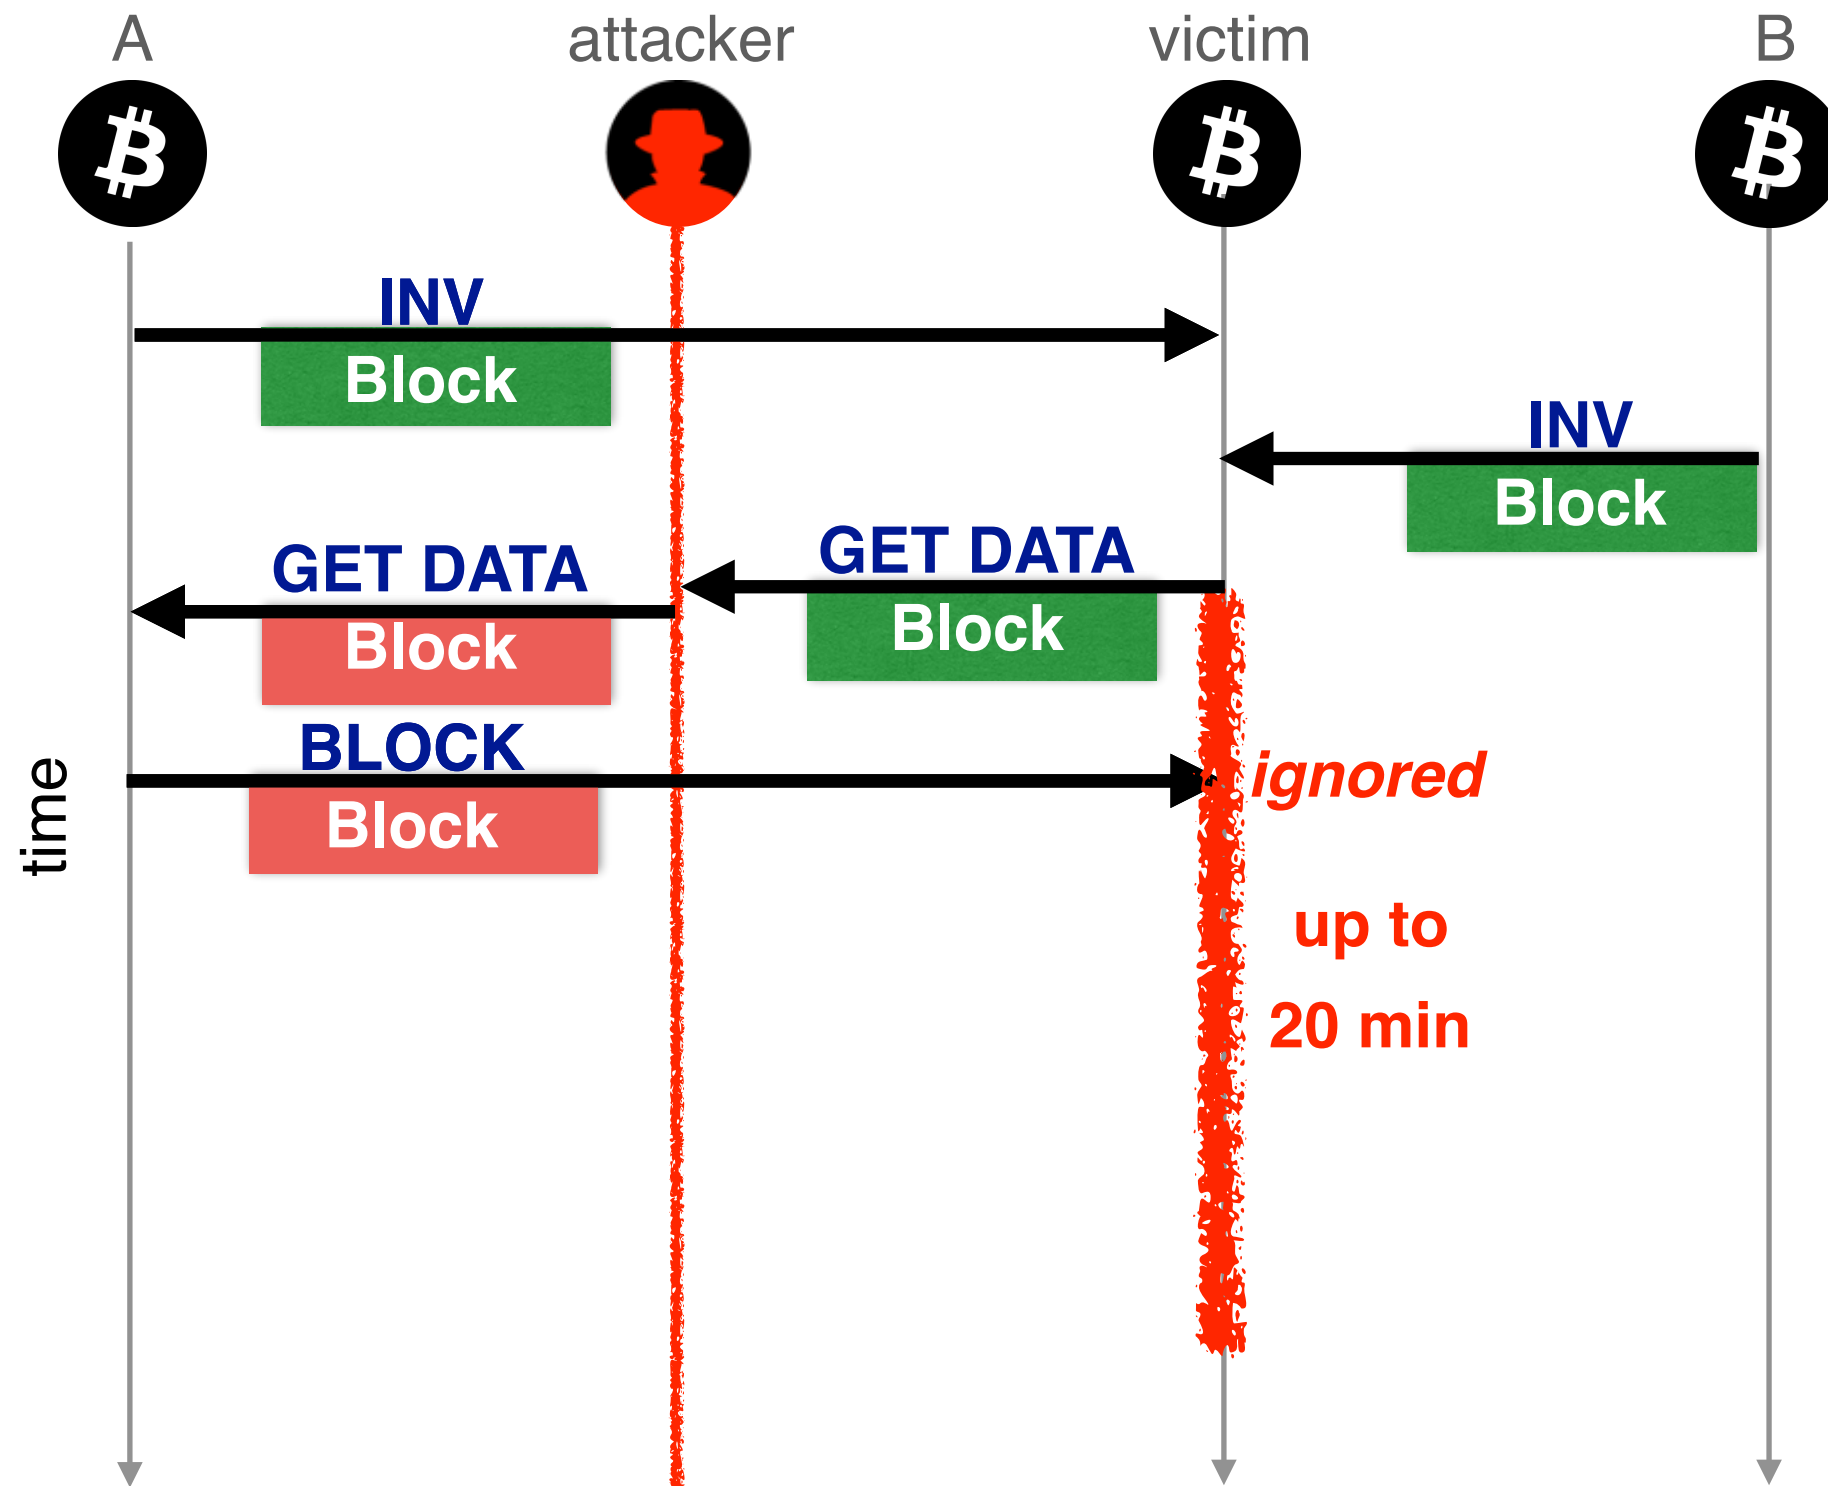 A
attacker
victim
B
INV
Block
INV
Block
GET DATA
Block
GET DATA
Block
BLOCK
Block
ignored
up to
20 min
time